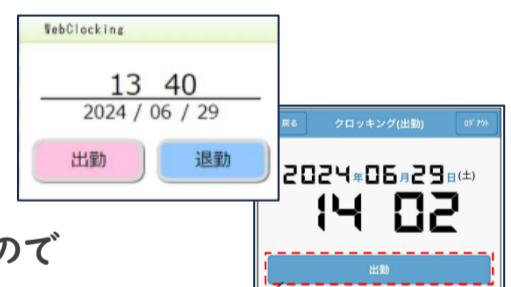 WebClocking
13 40
2024 / 06 / 29
出勤 退勤
戻る クロッキング(出勤) ログアウト
2024年06月29日(土)
14 02
出勤
ので